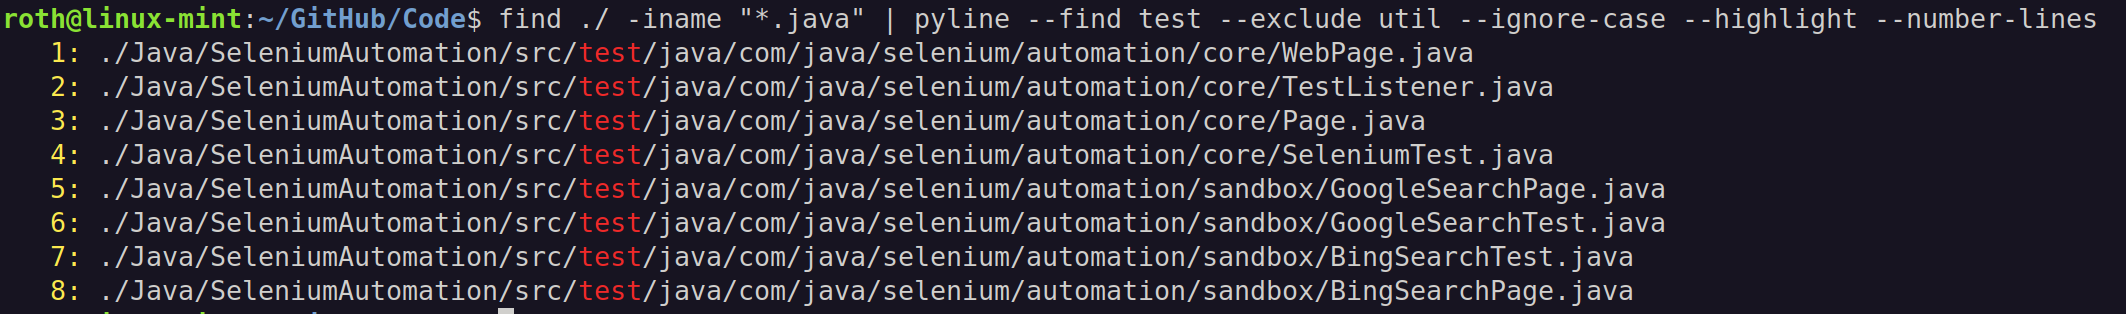 roth@linux-mint:~/GitHub/Code$ find ./ -iname "*.java" | pyline --find test --exclude util --ignore-case --highlight --number-lines
1: ./Java/SeleniumAutomation/src/test/java/com/java/selenium/automation/core/WebPage.java
2: ./Java/SeleniumAutomation/src/test/java/com/java/selenium/automation/core/TestListener.java
3: ./Java/SeleniumAutomation/src/test/java/com/java/selenium/automation/core/Page.java
4: ./Java/SeleniumAutomation/src/test/java/com/java/selenium/automation/core/SeleniumTest.java
5: ./Java/SeleniumAutomation/src/test/java/com/java/selenium/automation/sandbox/GoogleSearchPage.java
6: ./Java/SeleniumAutomation/src/test/java/com/java/selenium/automation/sandbox/GoogleSearchTest.java
7: ./Java/SeleniumAutomation/src/test/java/com/java/selenium/automation/sandbox/BingSearchTest.java
8: ./Java/SeleniumAutomation/src/test/java/com/java/selenium/automation/sandbox/BingSearchPage.java